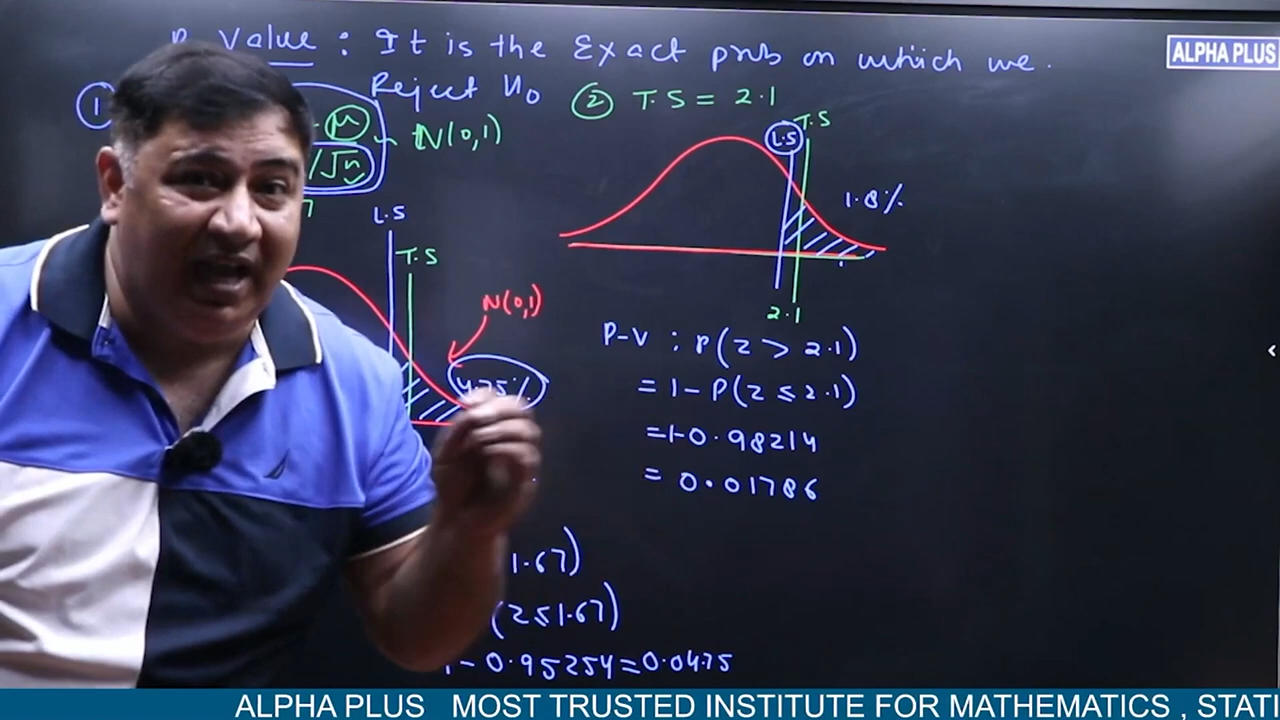 Value : It is the Exact prob on which we.
Reject H0
ALPHA PLUS
①
μ
/√n
~ N(0,1)
L.S
T.S
N(0,1)
4.75%
1.67)
(Z≤1.67)
1-0.95254=0.0475
② T.S = 2.1
L.S
T.S
1.8%
2.1
P-V : P(Z > 2.1)
= 1 - P(Z ≤ 2.1)
=1-0.98214
= 0.01786
ALPHA PLUS MOST TRUSTED INSTITUTE FOR MATHEMATICS , STATI